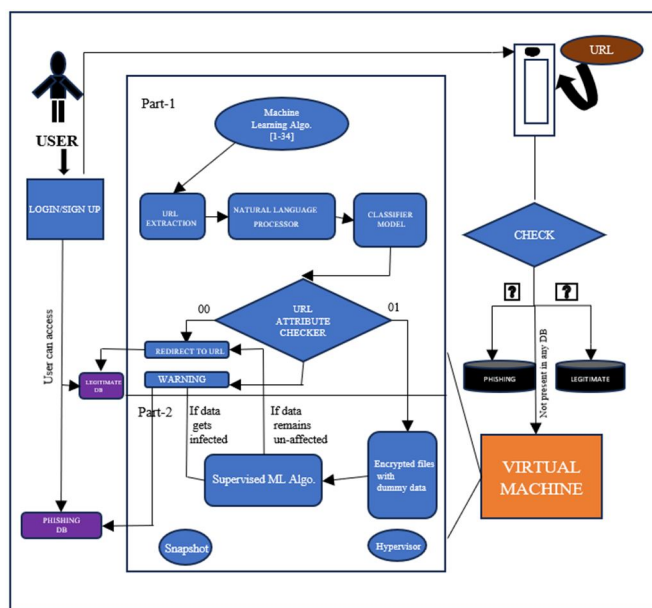 URL
Part-1
Machine
Learning Algo.
[1-34]
USER
LOGIN/SIGN UP
URL
EXTRACTION
NATURAL LANGUAGE
PROCESSOR
CLASSIFIER
MODEL
CHECK
?
?
00
01
URL
ATTRIBUTE
CHECKER
User can access
REDIRECT TO URL
PHISHING
LEGITIMATE
Not present in any DB
LEGITIMATE
DB
WARNING
Part-2
If data
gets
infected
If data
remains
un-affected
Supervised ML Algo.
Encrypted files
with
dummy data
VIRTUAL
MACHINE
PHISHING
DB
Snapshot
Hypervisor